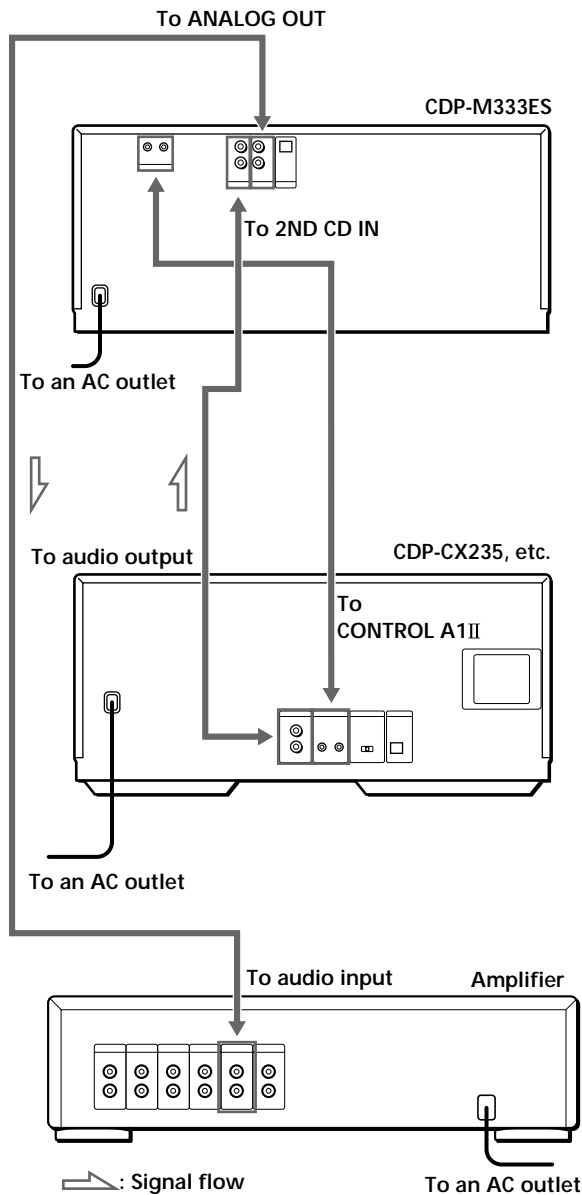 To ANALOG OUT
CDP-M333ES
To 2ND CD IN
To an AC outlet
To audio output
CDP-CX235, etc.
To
CONTROL A1Ⅱ
To an AC outlet
To audio input
Amplifier
: Signal flow
To an AC outlet